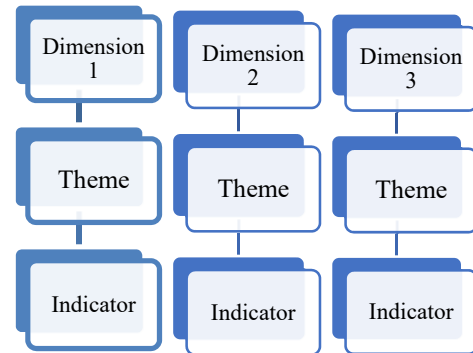 Dimension
1
Theme
Indicator
Dimension
2
Theme
Indicator
Dimension
3
Theme
Indicator